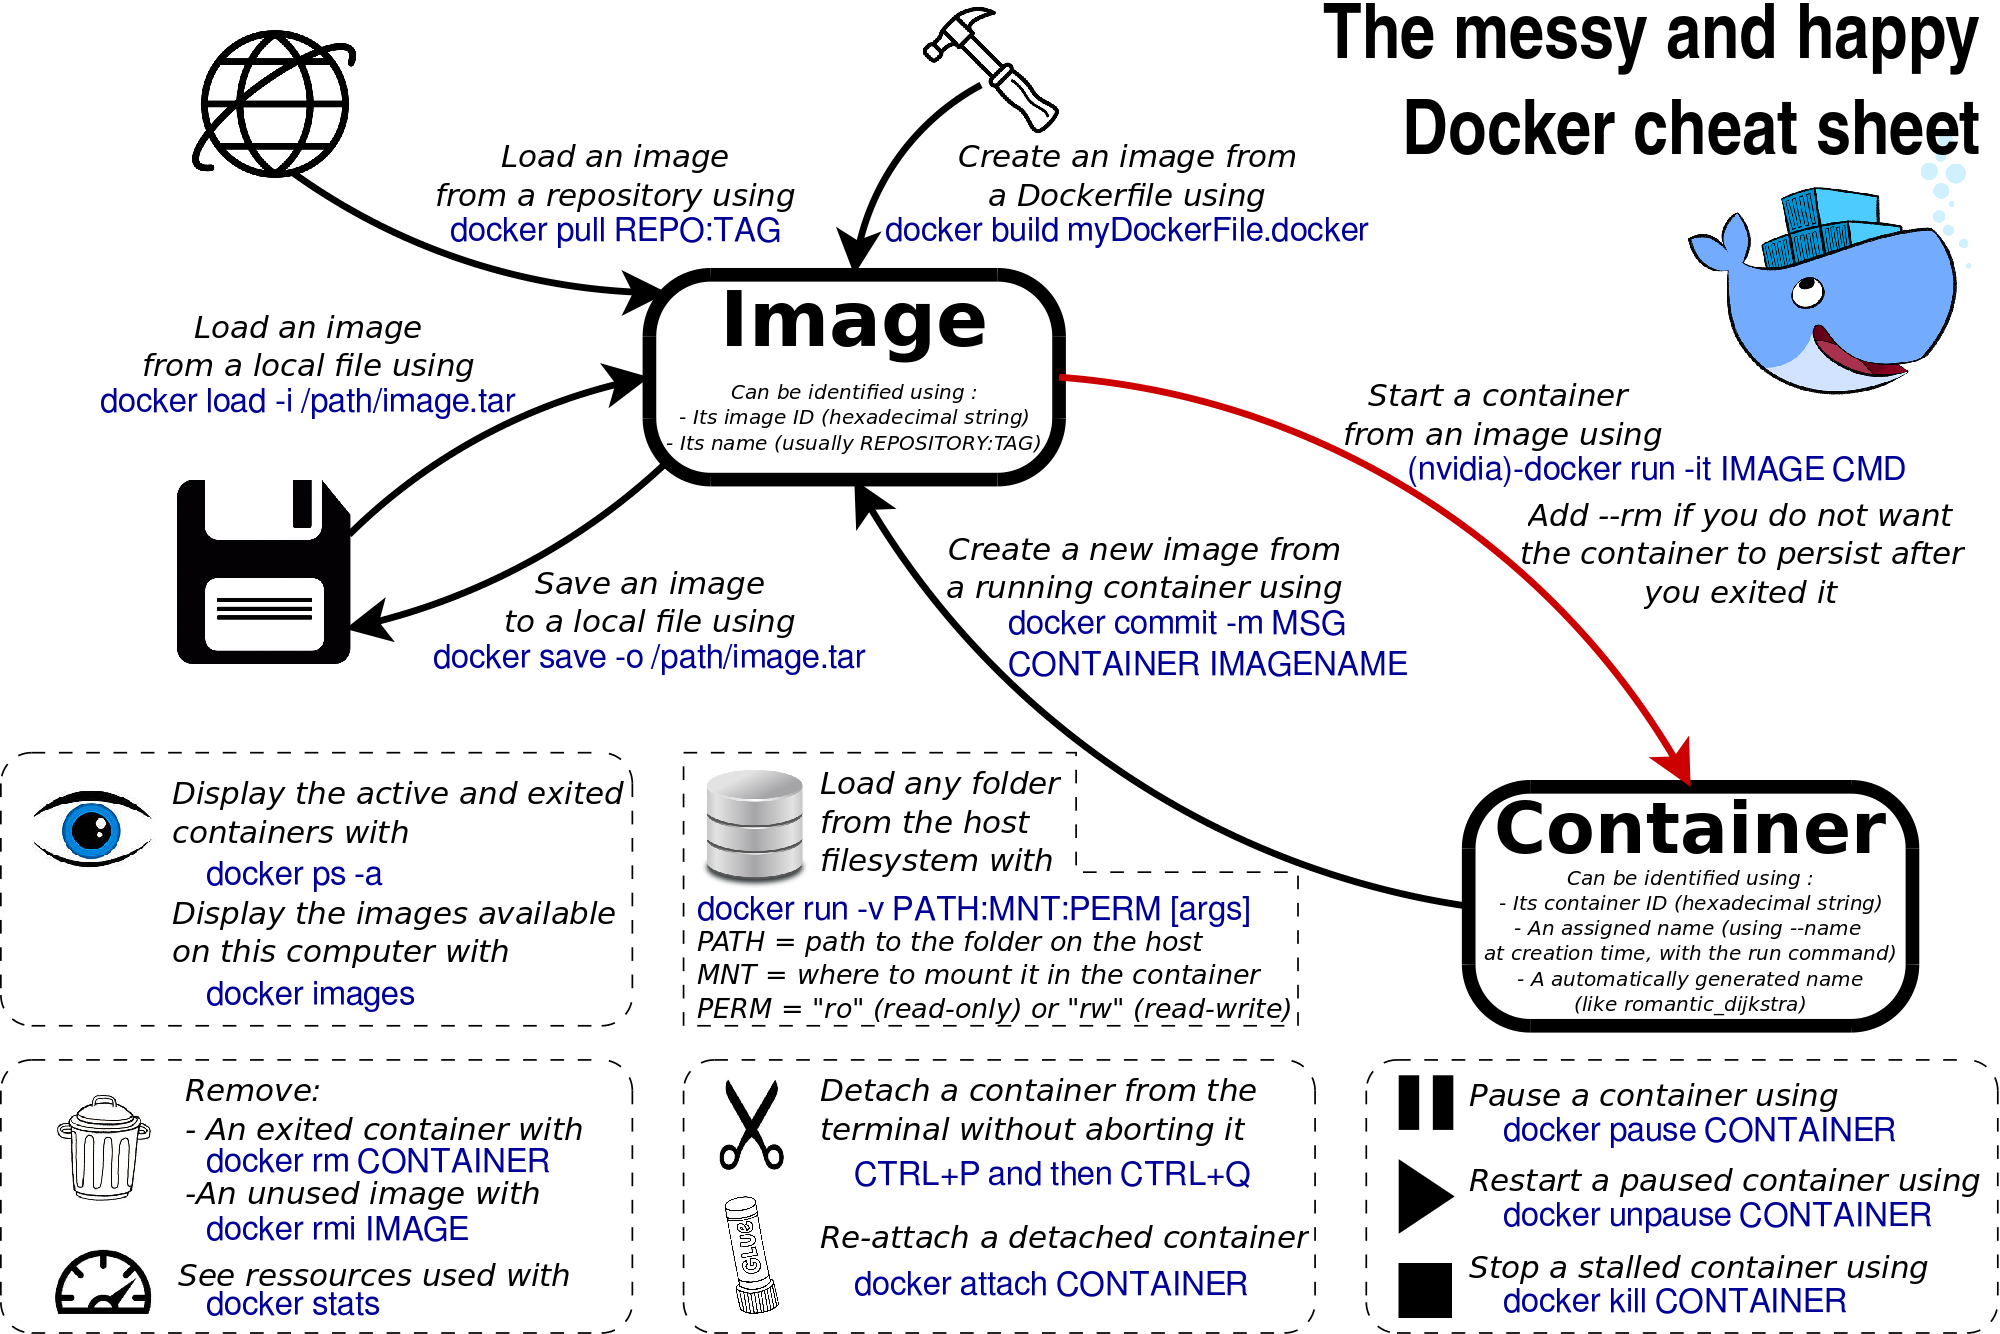 The messy and happy
Docker cheat sheet
Load an image
from a repository using
docker pull REPO:TAG
Create an image from
a Dockerfile using
docker build myDockerFile.docker
Load an image
from a local file using
docker load -i /path/image.tar
Image
Can be identified using :
- Its image ID (hexadecimal string)
- Its name (usually REPOSITORY:TAG)
Start a container
from an image using
(nvidia)-docker run -it IMAGE CMD
Add --rm if you do not want
the container to persist after
you exited it
Save an image
to a local file using
docker save -o /path/image.tar
Create a new image from
a running container using
docker commit -m MSG
CONTAINER IMAGENAME
Display the active and exited
containers with
docker ps -a
Display the images available
on this computer with
docker images
Load any folder
from the host
filesystem with
docker run -v PATH:MNT:PERM [args]
PATH = path to the folder on the host
MNT = where to mount it in the container
PERM = "ro" (read-only) or "rw" (read-write)
Container
Can be identified using :
- Its container ID (hexadecimal string)
- An assigned name (using --name
at creation time, with the run command)
- A automatically generated name
(like romantic_dijkstra)
Remove:
- An exited container with
docker rm CONTAINER
-An unused image with
docker rmi IMAGE
See ressources used with
docker stats
Detach a container from the
terminal without aborting it
CTRL+P and then CTRL+Q
GLUE
Re-attach a detached container
docker attach CONTAINER
Pause a container using
docker pause CONTAINER
Restart a paused container using
docker unpause CONTAINER
Stop a stalled container using
docker kill CONTAINER